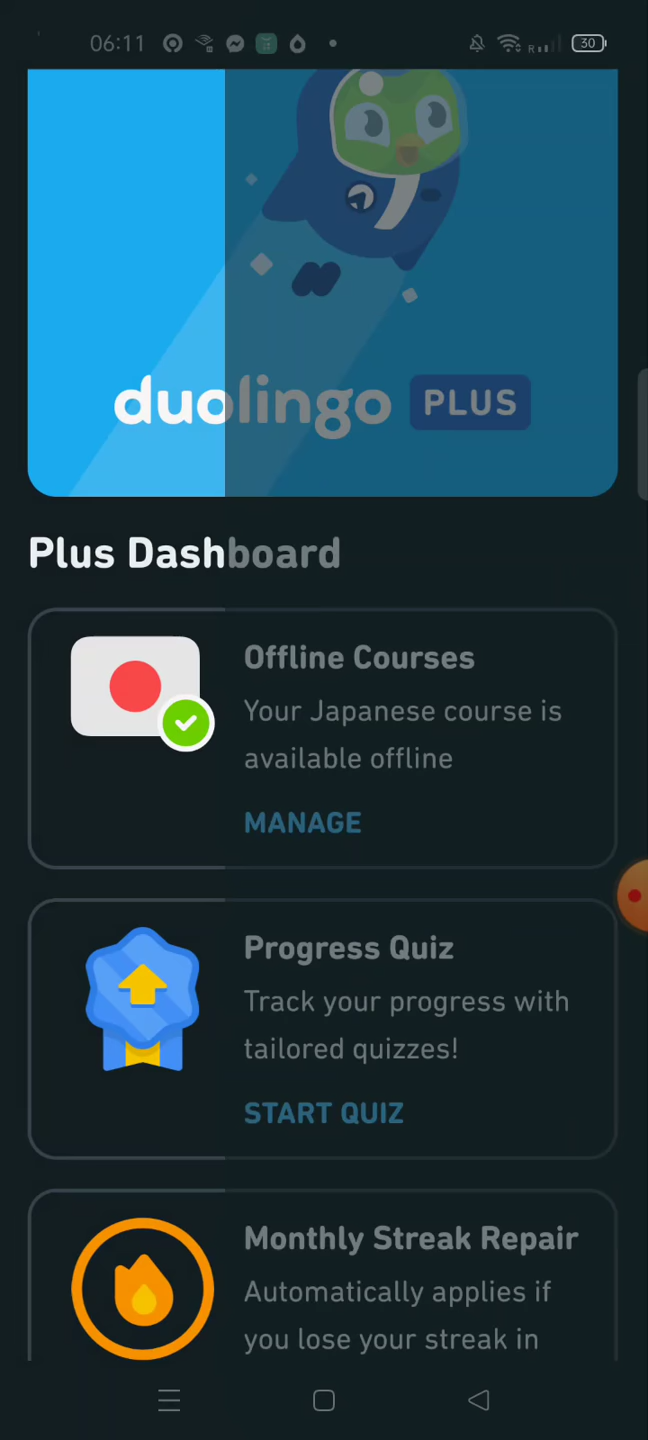 06:11
R
30
duolingo PLUS
Plus Dashboard
Offline Courses
Your Japanese course is
available offline
MANAGE
Progress Quiz
Track your progress with
tailored quizzes!
START QUIZ
Monthly Streak Repair
Automatically applies if
you lose your streak in